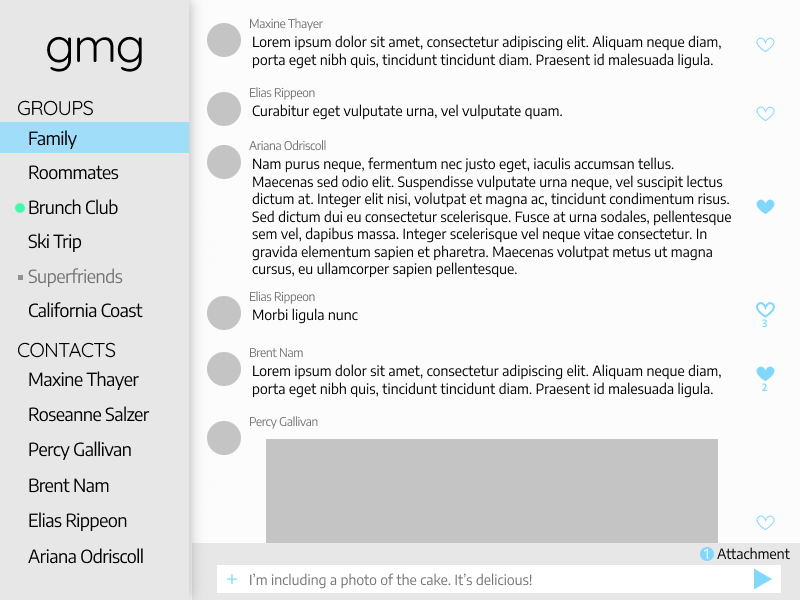 gmg
GROUPS
Family
Roommates
Brunch Club
Ski Trip
Superfriends
California Coast
CONTACTS
Maxine Thayer
Roseanne Salzer
Percy Gallivan
Brent Nam
Elias Rippeon
Ariana Odriscoll
Maxine Thayer
Lorem ipsum dolor sit amet, consectetur adipiscing elit. Aliquam neque diam,
porta eget nibh quis, tincidunt tincidunt diam. Praesent id malesuada ligula.
Elias Rippeon
Curabitur eget vulputate urna, vel vulputate quam.
Ariana Odriscoll
Nam purus neque, fermentum nec justo eget, iaculis accumsan tellus.
Maecenas sed odio elit. Suspendisse vulputate urna neque, vel suscipit lectus
dictum at. Integer elit nisi, volutpat et magna ac, tincidunt condimentum risus.
Sed dictum dui eu consectetur scelerisque. Fusce at urna sodales, pellentesque
sem vel, dapibus massa. Integer scelerisque vel neque vitae consectetur. In
gravida elementum sapien et pharetra. Maecenas volutpat metus ut magna
cursus, eu ullamcorper sapien pellentesque.
Elias Rippeon
Morbi ligula nunc
3
Brent Nam
Lorem ipsum dolor sit amet, consectetur adipiscing elit. Aliquam neque diam,
porta eget nibh quis, tincidunt tincidunt diam. Praesent id malesuada ligula.
2
Percy Gallivan
1 Attachment
+ I'm including a photo of the cake. It's delicious!